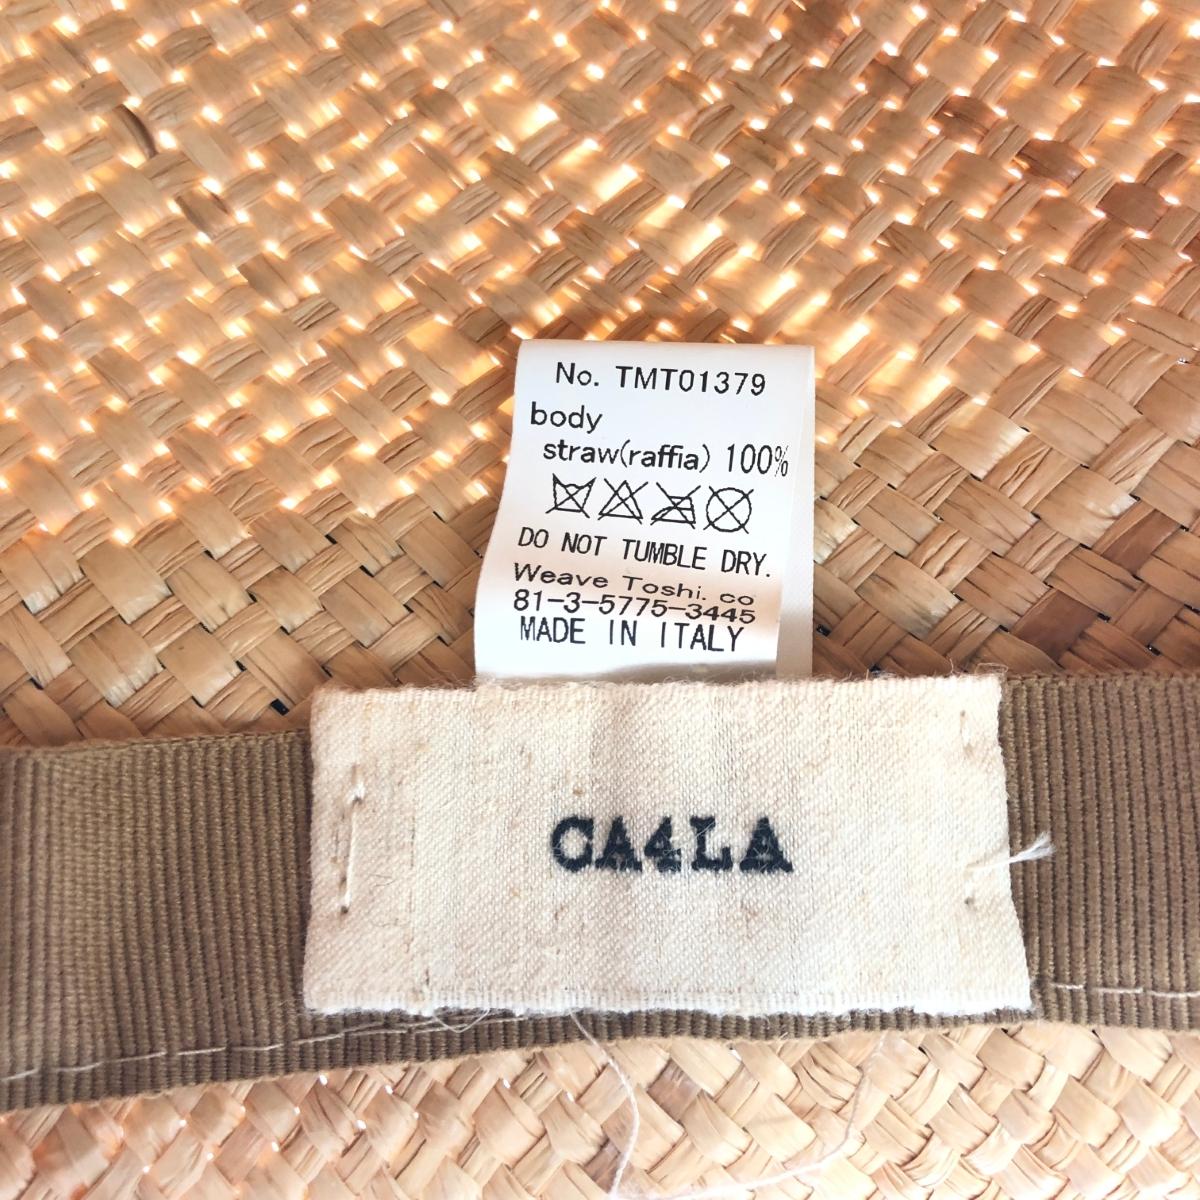 No. TMT01379
body
straw(raffia) 100%
DO NOT TUMBLE DRY.
Weave Toshi. co
81-3-5775-3445
MADE IN ITALY
CA4LA